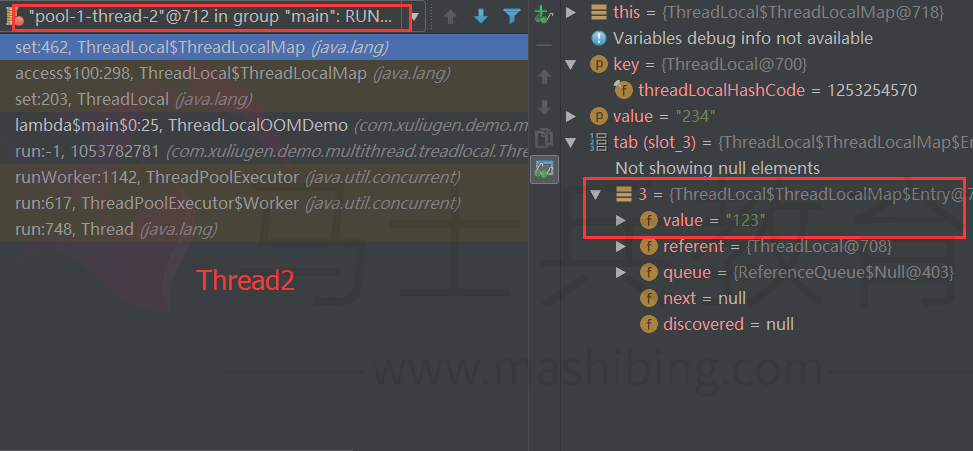 "pool-1-thread-2"@712 in group "main": RUN...
set:462, ThreadLocal$ThreadLocalMap (java.lang)
access$100:298, ThreadLocal$ThreadLocalMap (java.lang)
set:203, ThreadLocal (java.lang)
lambda$main$0:25, ThreadLocalOOMDemo (com.xuliugen.demo.m
run:-1, 1053782781 (com.xuliugen.demo.multithread.treadlocal.Thre
runWorker:1142, ThreadPoolExecutor (java.util.concurrent)
run:617, ThreadPoolExecutor$Worker (java.util.concurrent)
run:748, Thread (java.lang)
Thread2
this = {ThreadLocal$ThreadLocalMap@718}
Variables debug info not available
key = {ThreadLocal@700}
threadLocalHashCode = 1253254570
value = "234"
tab (slot_3) = {ThreadLocal$ThreadLocalMap$En
Not showing null elements
3 = {ThreadLocal$ThreadLocalMap$Entry@7
value = "123"
referent = {ThreadLocal@708}
queue = {ReferenceQueue$Null@403}
next = null
discovered = null
马士兵教育
www.mashibing.com